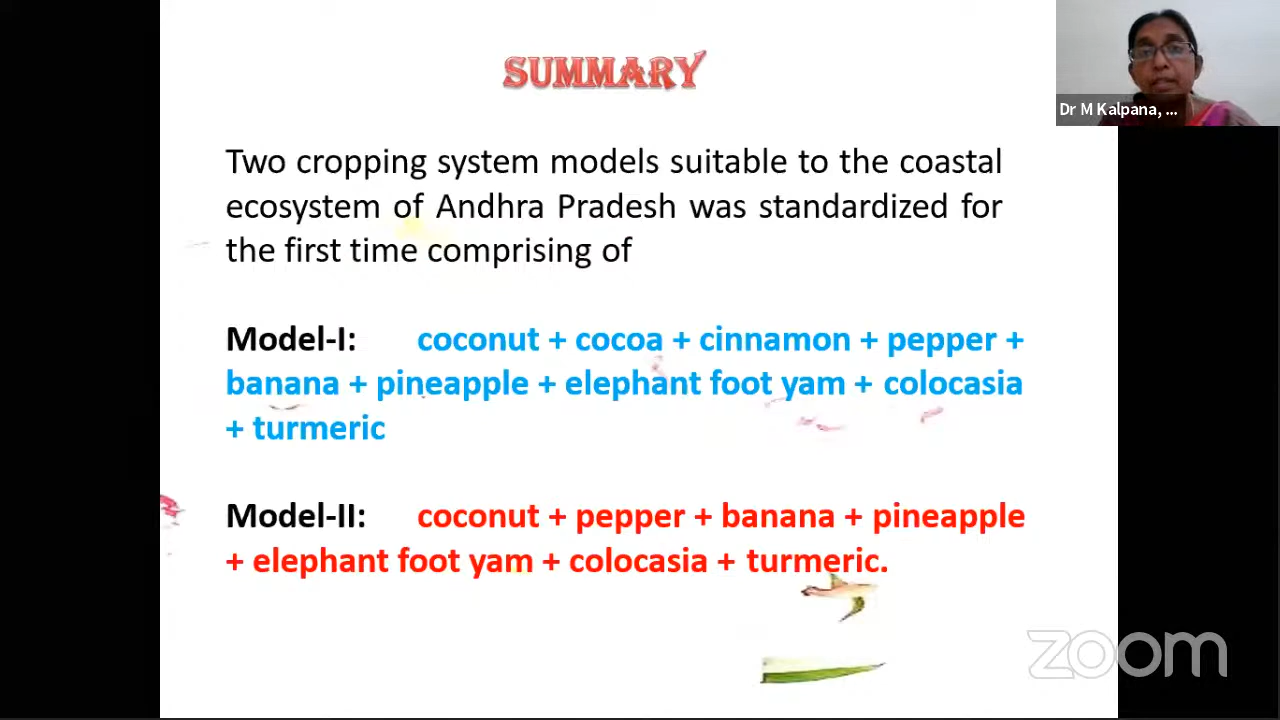 SUMMARY
Dr M Kalpana, ...
Two cropping system models suitable to the coastal
ecosystem of Andhra Pradesh was standardized for
the first time comprising of
Model-I: coconut + cocoa + cinnamon + pepper +
banana + pineapple + elephant foot yam + colocasia
+ turmeric
Model-II: coconut + pepper + banana + pineapple
+ elephant foot yam + colocasia + turmeric.
zoom